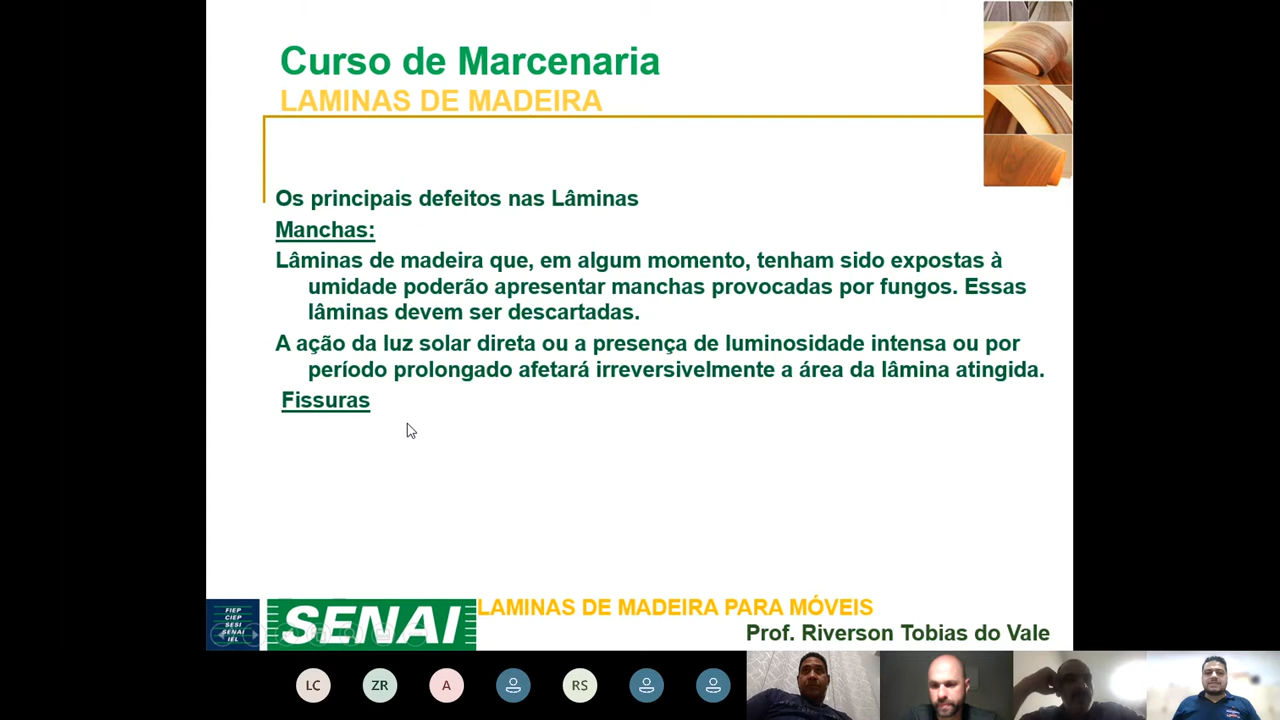 Curso de Marcenaria
LAMINAS DE MADEIRA
Os principais defeitos nas Lâminas
Manchas:
Lâminas de madeira que, em algum momento, tenham sido expostas à
umidade poderão apresentar manchas provocadas por fungos. Essas
lâminas devem ser descartadas.
A ação da luz solar direta ou a presença de luminosidade intensa ou por
período prolongado afetará irreversivelmente a área da lâmina atingida.
Fissuras
FIEP
CIEP
SESI
SENAI
IEL
SENAI
LAMINAS DE MADEIRA PARA MÓVEIS
Prof. Riverson Tobias do Vale
LC
ZR
A
RS